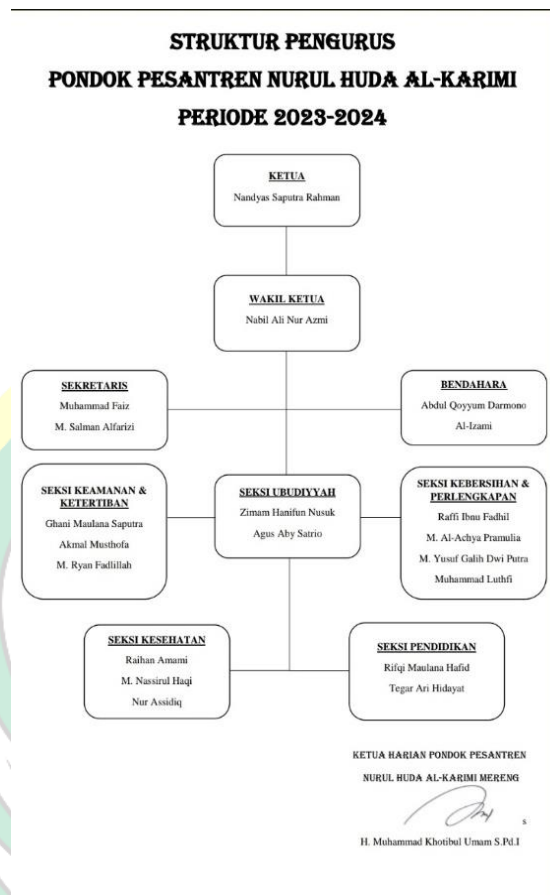 STRUKTUR PENGURUS
PONDOK PESANTREN NURUL HUDA AL-KARIMI
PERIODE 2023-2024
KETUA
Nandyas Saputra Rahman
WAKIL KETUA
Nabil Ali Nur Azmi
SEKRETARIS
Muhammad Faiz
M. Salman Alfarizi
BENDAHARA
Abdul Qoyyum Darmono
Al-Izami
SEKSI KEAMANAN &
KETERTIBAN
Ghani Maulana Saputra
Akmal Musthofa
M. Ryan Fadlillah
SEKSI UBUDIYYAH
Zimam Hanifun Nusuk
Agus Aby Satrio
SEKSI KEBERSIHAN &
PERLENGKAPAN
Raffi Ibnu Fadhil
M. Al-Achya Pramulia
M. Yusuf Galih Dwi Putra
Muhammad Luthfi
SEKSI KESEHATAN
Raihan Amami
M. Nassirul Haqi
Nur Assidiq
SEKSI PENDIDIKAN
Rifqi Maulana Hafid
Tegar Ari Hidayat
KETUA HARIAN PONDOK PESANTREN
NURUL HUDA AL-KARIMI MERENG
s
H. Muhammad Khotibul Umam S.Pd.I